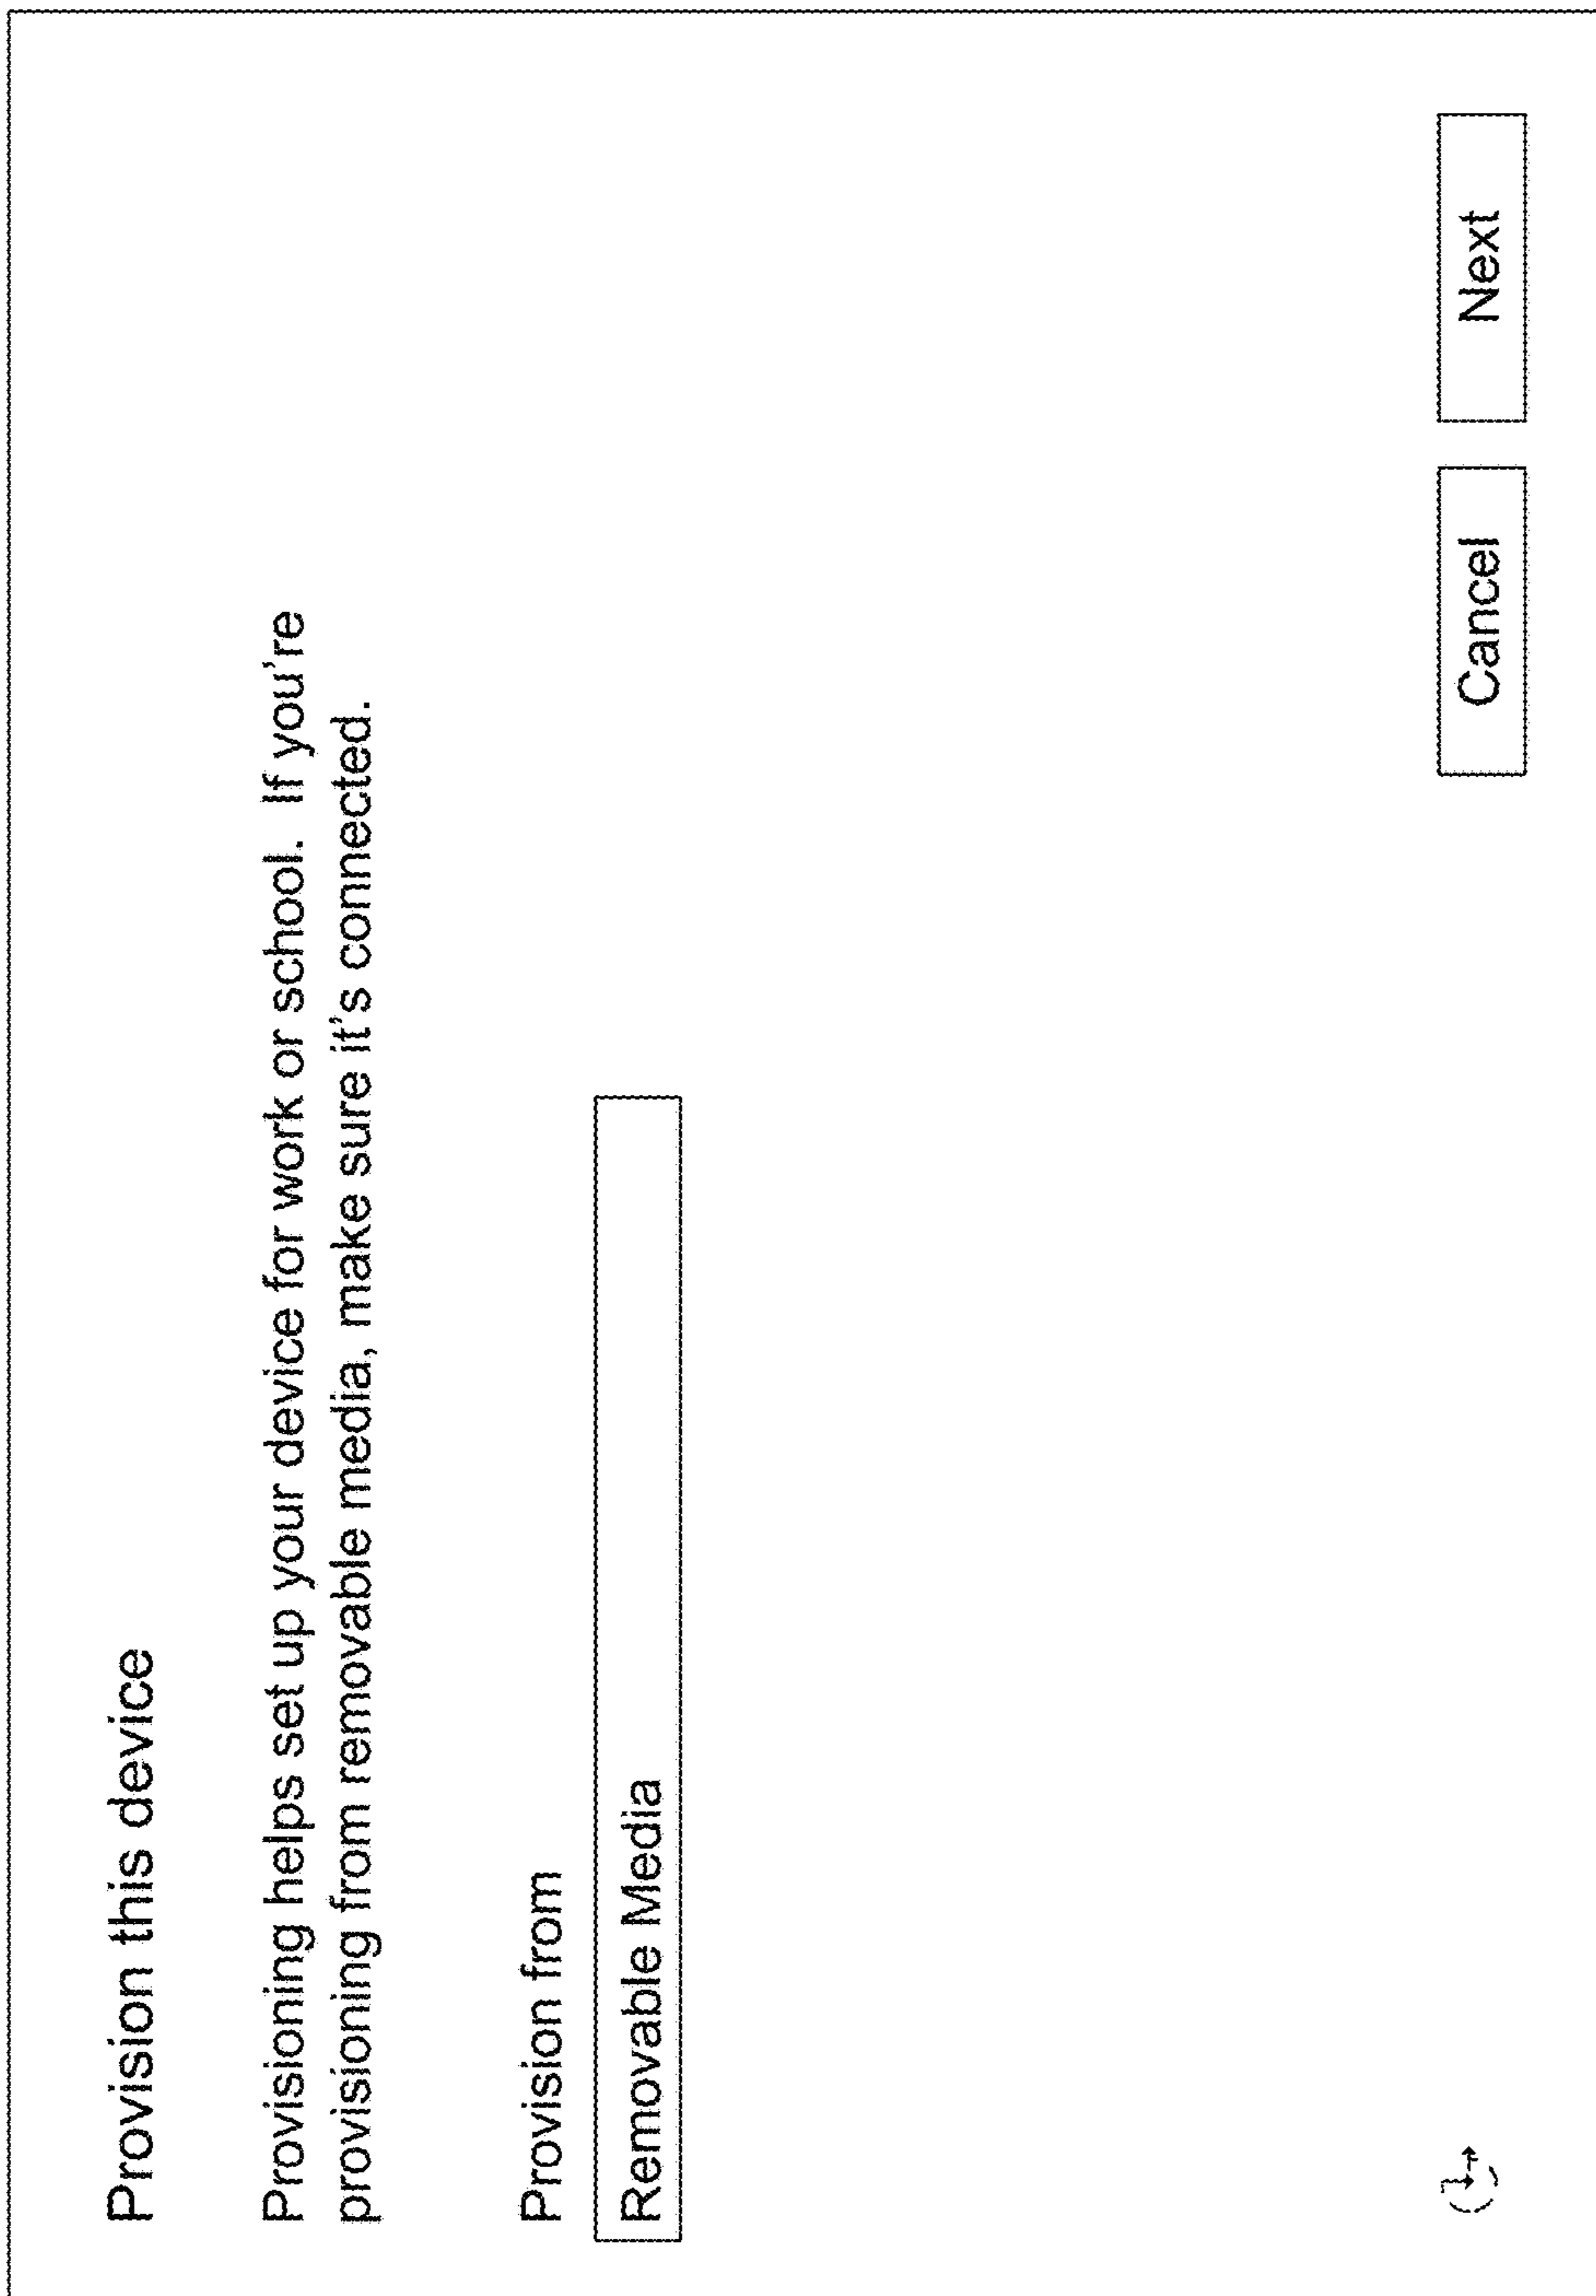 Provision this device
Provisioning helps set up your device for work or school. If you're
provisioning from removable media, make sure it's connected.
Provision from
Removable Media
Cancel
Next